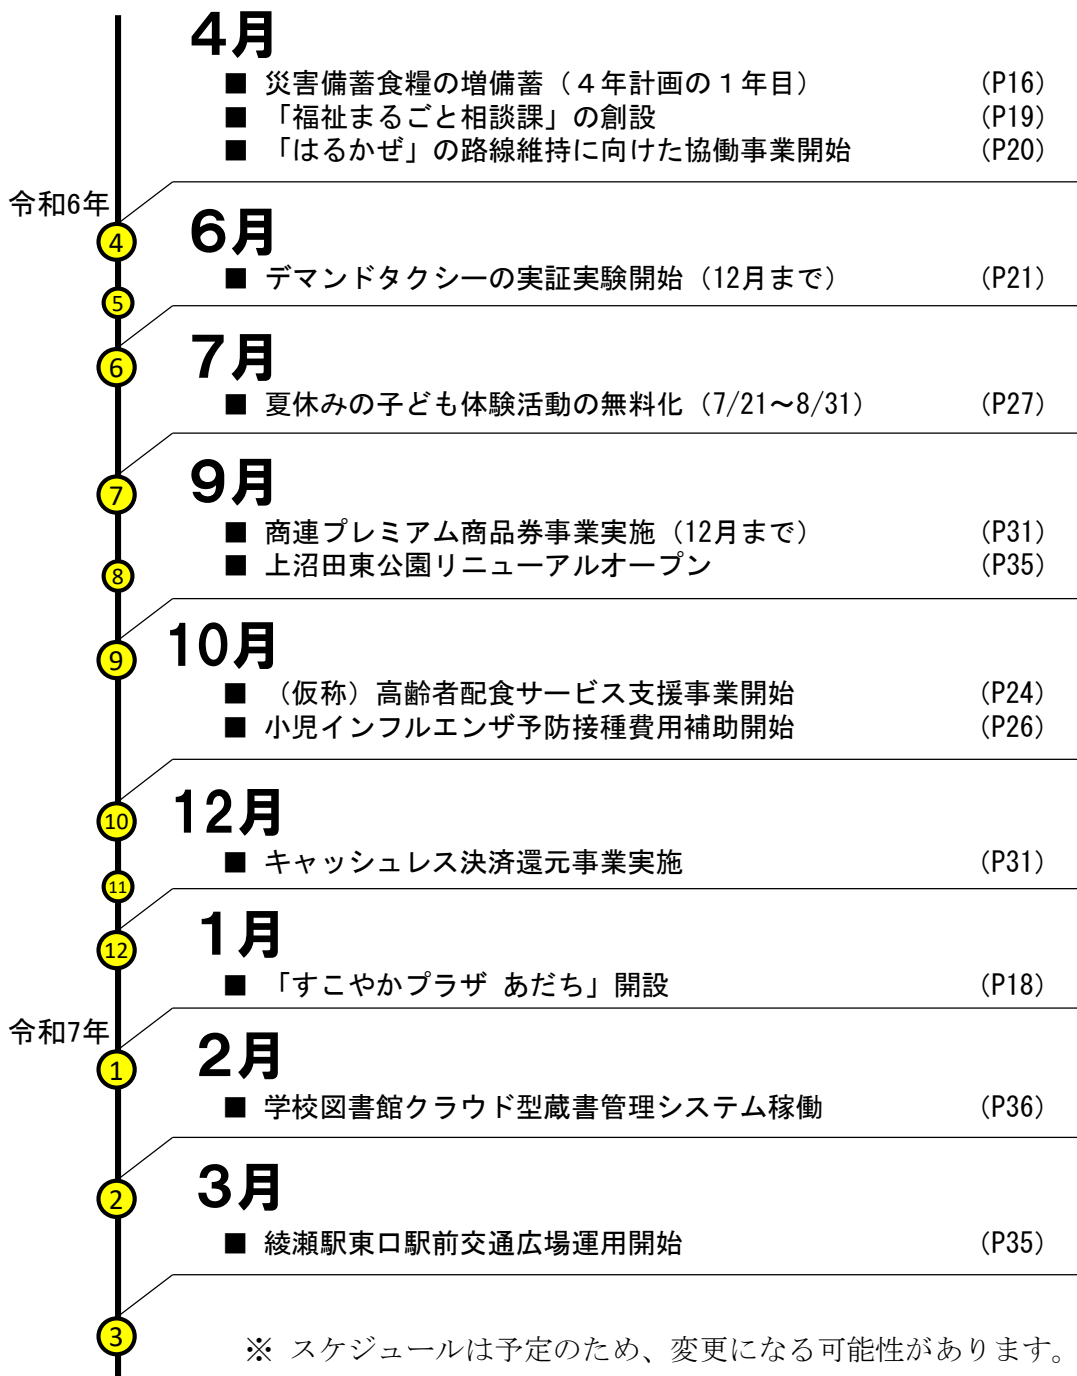 4月
■ 災害備蓄食糧の増備蓄（４年計画の１年目） (P16)
■ 「福祉まるごと相談課」の創設 (P19)
■ 「はるかぜ」の路線維持に向けた協働事業開始 (P20)
令和6年
4
6月
■ デマンドタクシーの実証実験開始（12月まで） (P21)
5
6
7月
■ 夏休みの子ども体験活動の無料化（7/21～8/31） (P27)
7
9月
■ 商連プレミアム商品券事業実施（12月まで） (P31)
■ 上沼田東公園リニューアルオープン (P35)
8
9
10月
■ （仮称）高齢者配食サービス支援事業開始 (P24)
■ 小児インフルエンザ予防接種費用補助開始 (P26)
10
12月
■ キャッシュレス決済還元事業実施 (P31)
11
12
1月
■ 「すこやかプラザ あだち」開設 (P18)
令和7年
1
2月
■ 学校図書館クラウド型蔵書管理システム稼働 (P36)
2
3月
■ 綾瀬駅東口駅前交通広場運用開始 (P35)
3
※ スケジュールは予定のため、変更になる可能性があります。